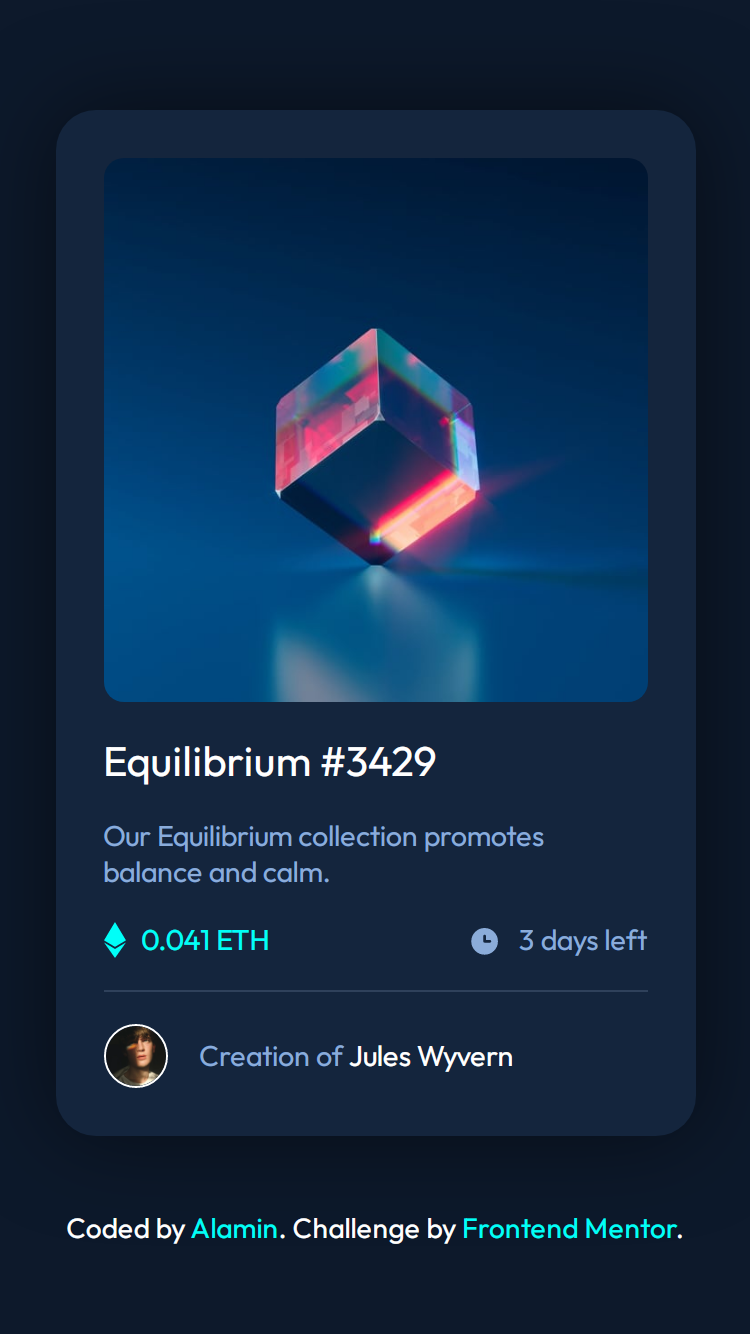 Equilibrium #3429
Our Equilibrium collection promotes
balance and calm.
0.041 ETH
3 days left
Creation of Jules Wyvern
Coded by Alamin. Challenge by Frontend Mentor.